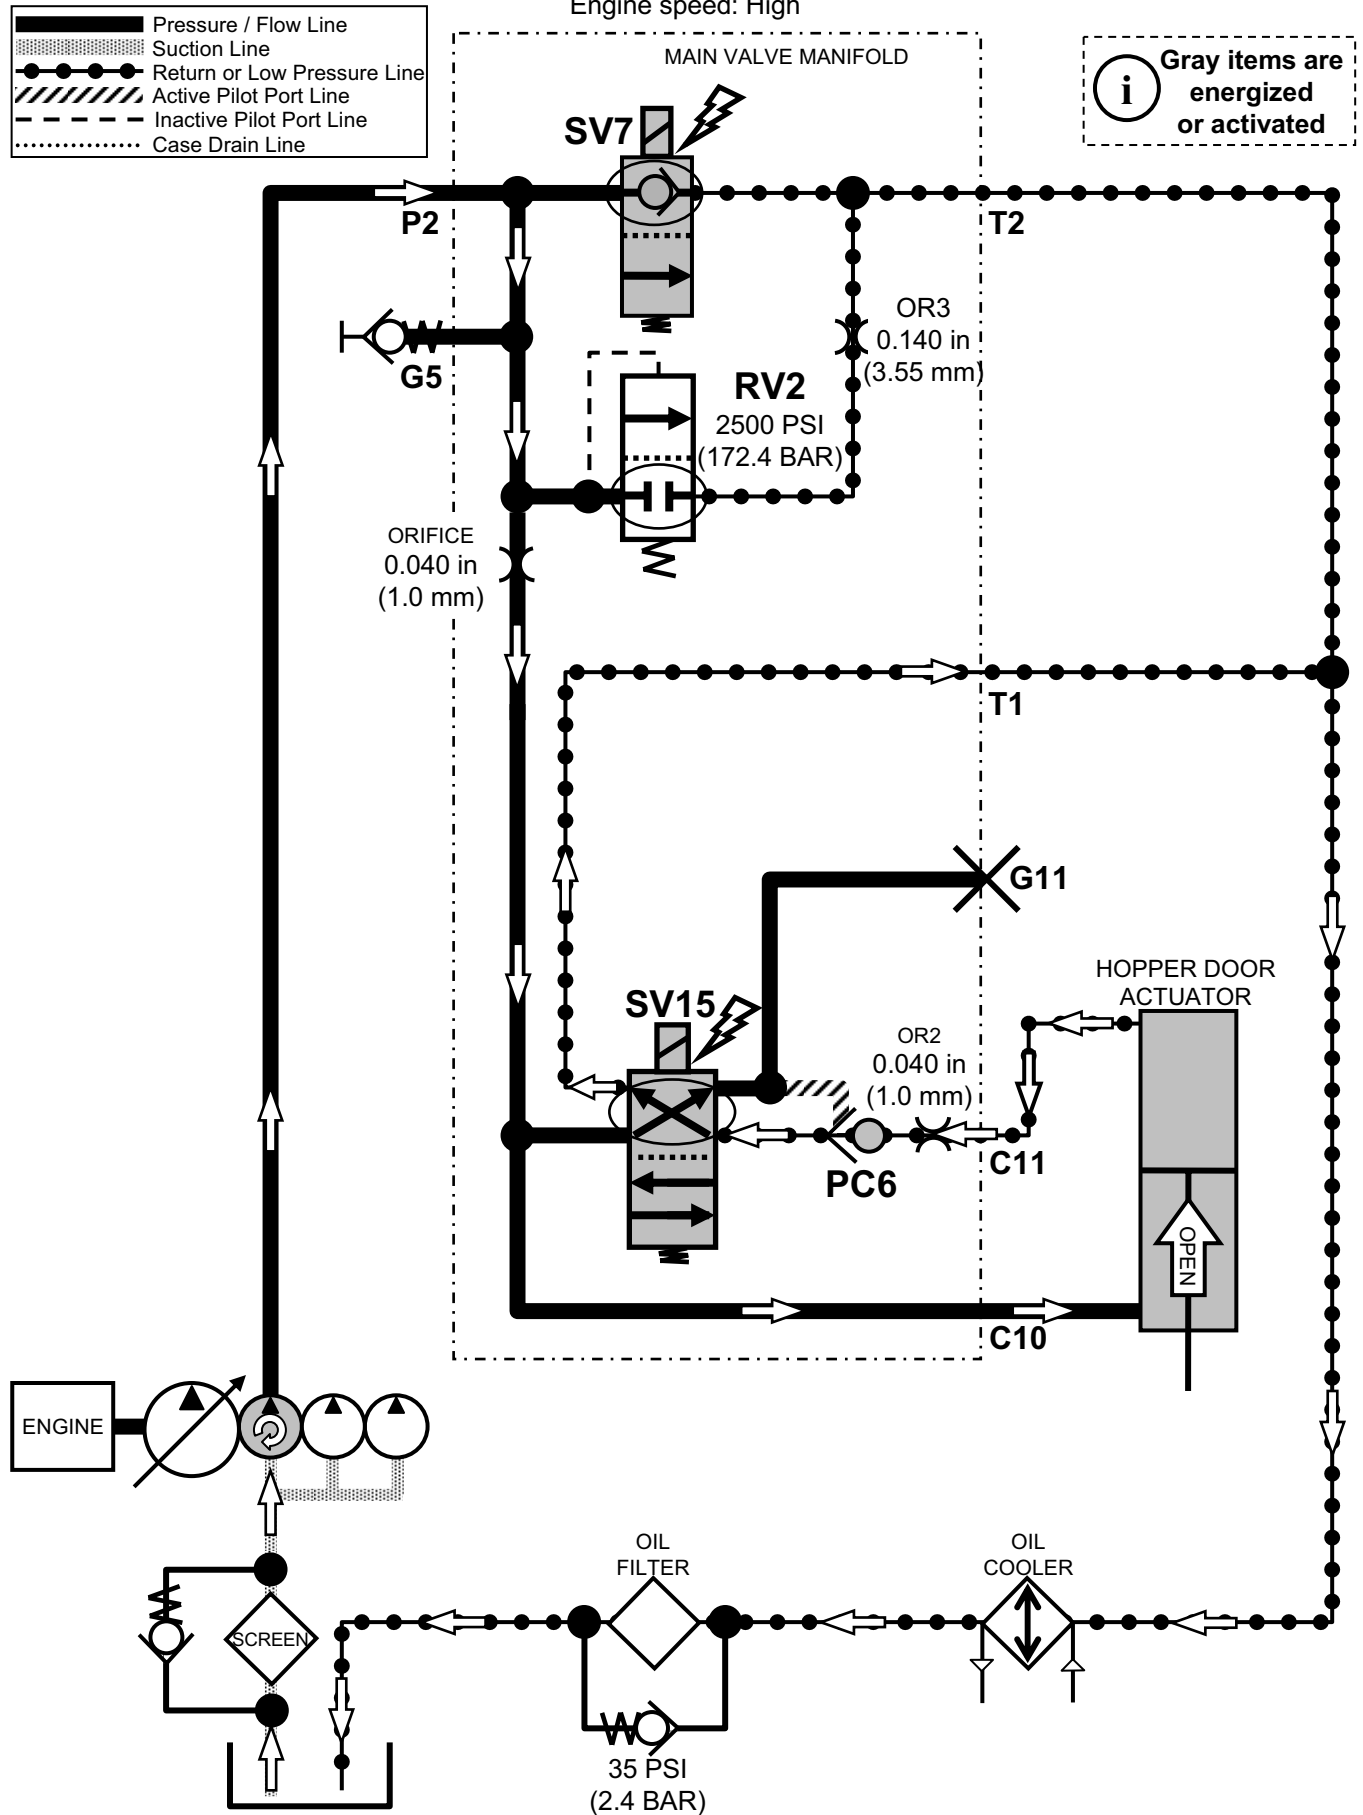 Engine speed: High
Pressure / Flow Line
Suction Line
Return or Low Pressure Line
Active Pilot Port Line
Inactive Pilot Port Line
Case Drain Line
MAIN VALVE MANIFOLD
i
Gray items are
energized
or activated
SV7
P2
T2
G5
OR3
0.140 in
(3.55 mm)
RV2
2500 PSI
(172.4 BAR)
ORIFICE
0.040 in
(1.0 mm)
T1
G11
HOPPER DOOR
ACTUATOR
SV15
OR2
0.040 in
(1.0 mm)
C11
PC6
OPEN
C10
ENGINE
OIL
FILTER
OIL
COOLER
SCREEN
35 PSI
(2.4 BAR)